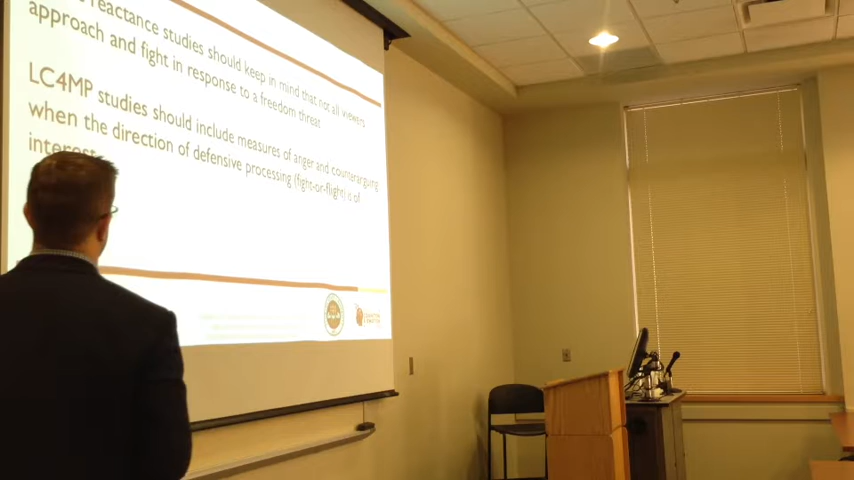 reactance studies should keep in mind that not all viewers
approach and fight in response to a freedom threat
LC4MP studies should include measures of anger and counterarguing
when the direction of defensive processing (fight-or-flight) is of
interest